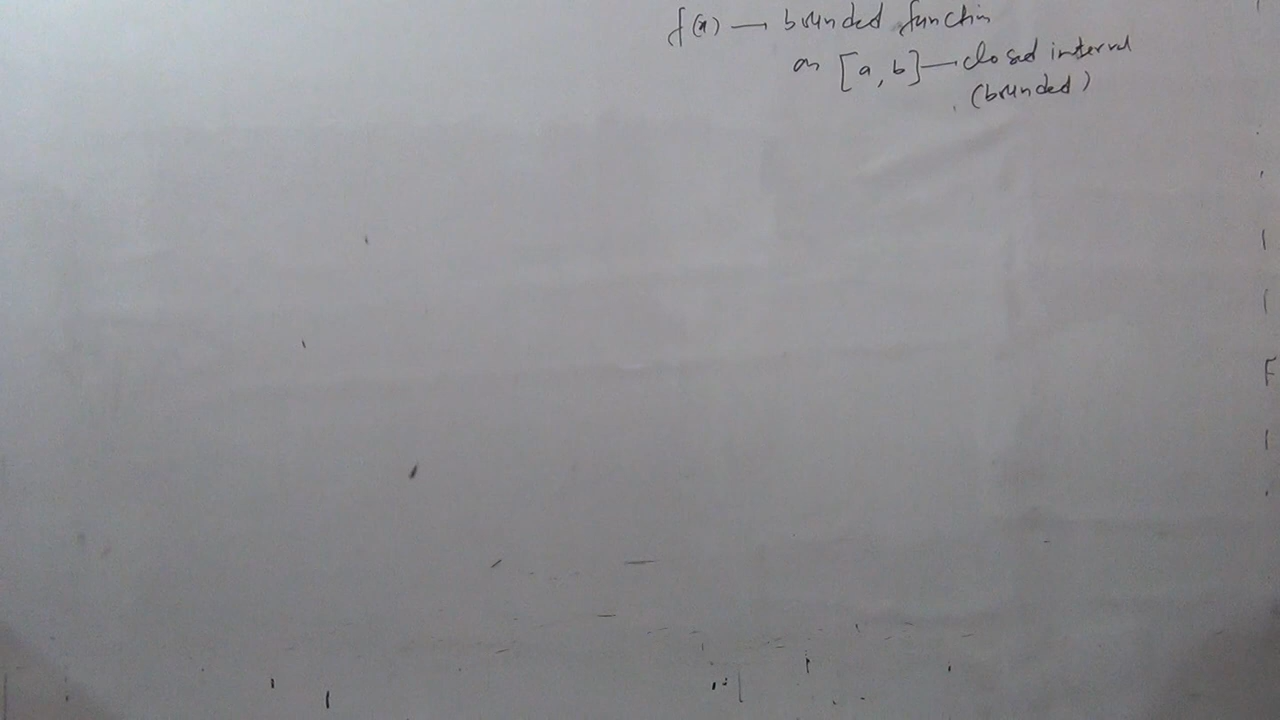 f(x) — bounded function
on [a, b] — closed interval
(bounded)